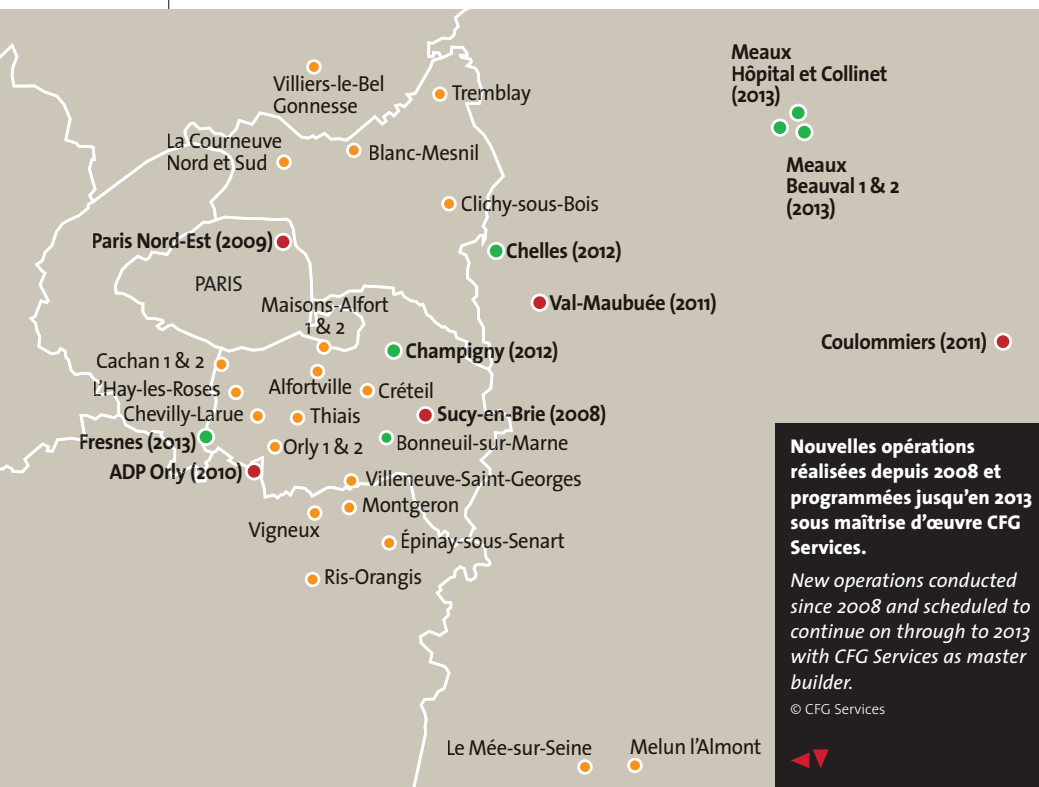 Villiers-le-Bel
Gonnesse
Tremblay
Meaux
Hôpital et Collinet
(2013)
La Courneuve
Nord et Sud
Blanc-Mesnil
Meaux
Beauval 1 & 2
(2013)
Clichy-sous-Bois
Paris Nord-Est (2009)
Chelles (2012)
PARIS
Maisons-Alfort
1 & 2
Val-Maubuée (2011)
Coulommiers (2011)
Champigny (2012)
Cachan 1 & 2
L'Hay-les-Roses
Alfortville
Créteil
Chevilly-Larue
Thiais
Sucy-en-Brie (2008)
Fresnes (2013)
Orly 1 & 2
Bonneuil-sur-Marne
ADP Orly (2010)
Villeneuve-Saint-Georges
Montgeron
Vigneux
Épinay-sous-Senart
Ris-Orangis
Le Mée-sur-Seine
Melun l'Almont
Nouvelles opérations
réalisées depuis 2008 et
programmées jusqu'en 2013
sous maîtrise d'œuvre CFG
Services.
New operations conducted
since 2008 and scheduled to
continue on through to 2013
with CFG Services as master
builder.
© CFG Services